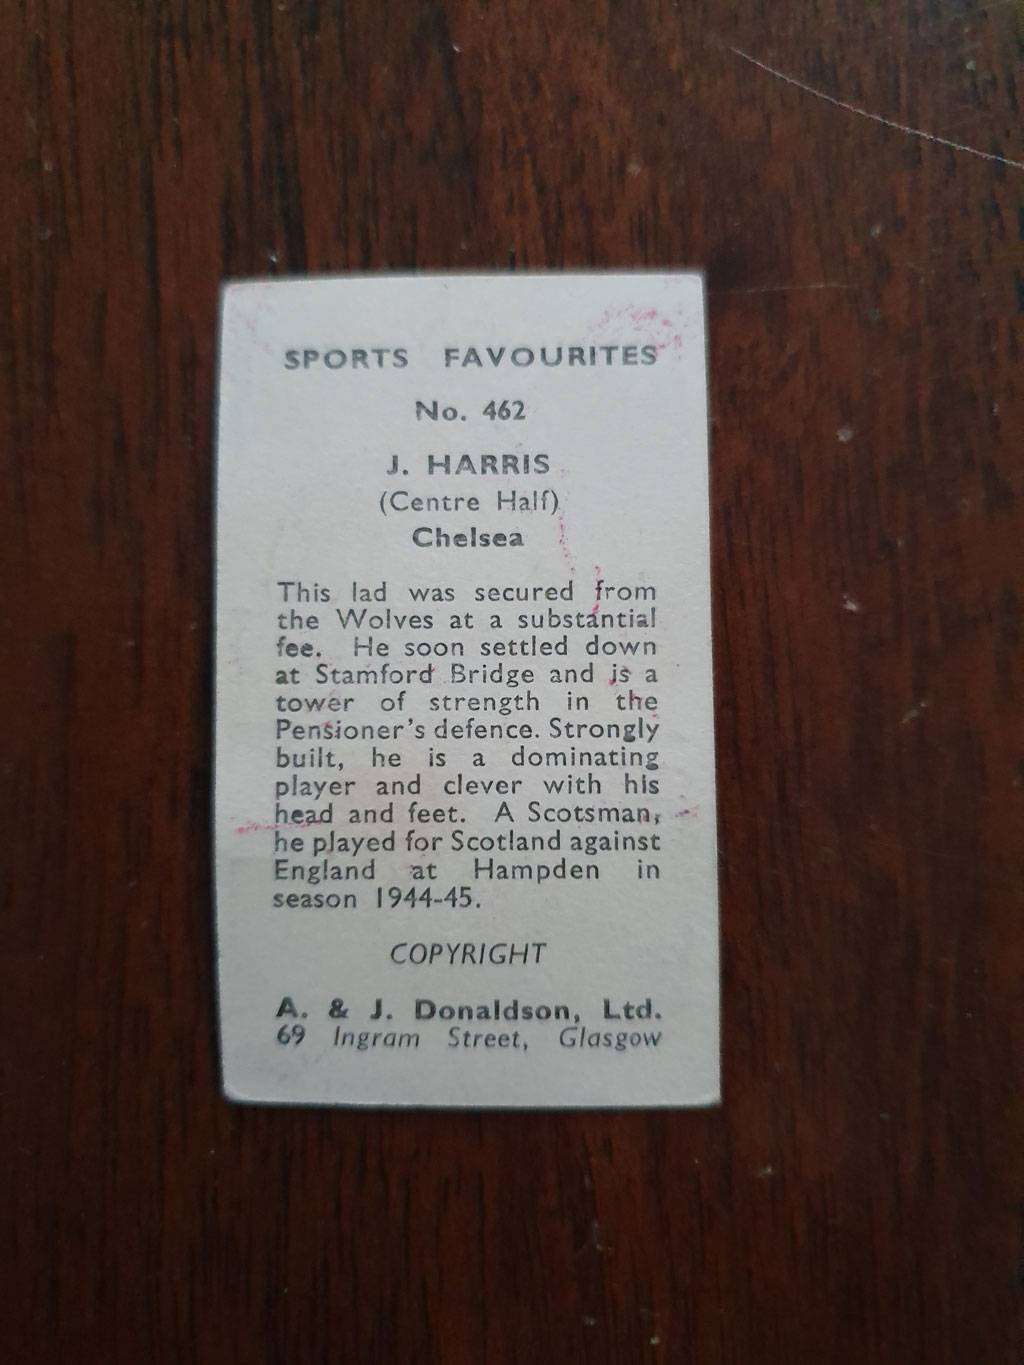 SPORTS FAVOURITES
No. 462
J. HARRIS
(Centre Half)
Chelsea
This lad was secured from
the Wolves at a substantial
fee. He soon settled down
at Stamford Bridge and is a
tower of strength in the
Pensioner's defence. Strongly
built, he is a dominating
player and clever with his
head and feet. A Scotsman,
he played for Scotland against
England at Hampden in
season 1944-45.
COPYRIGHT
A. & J. Donaldson, Ltd.
69 Ingram Street, Glasgow